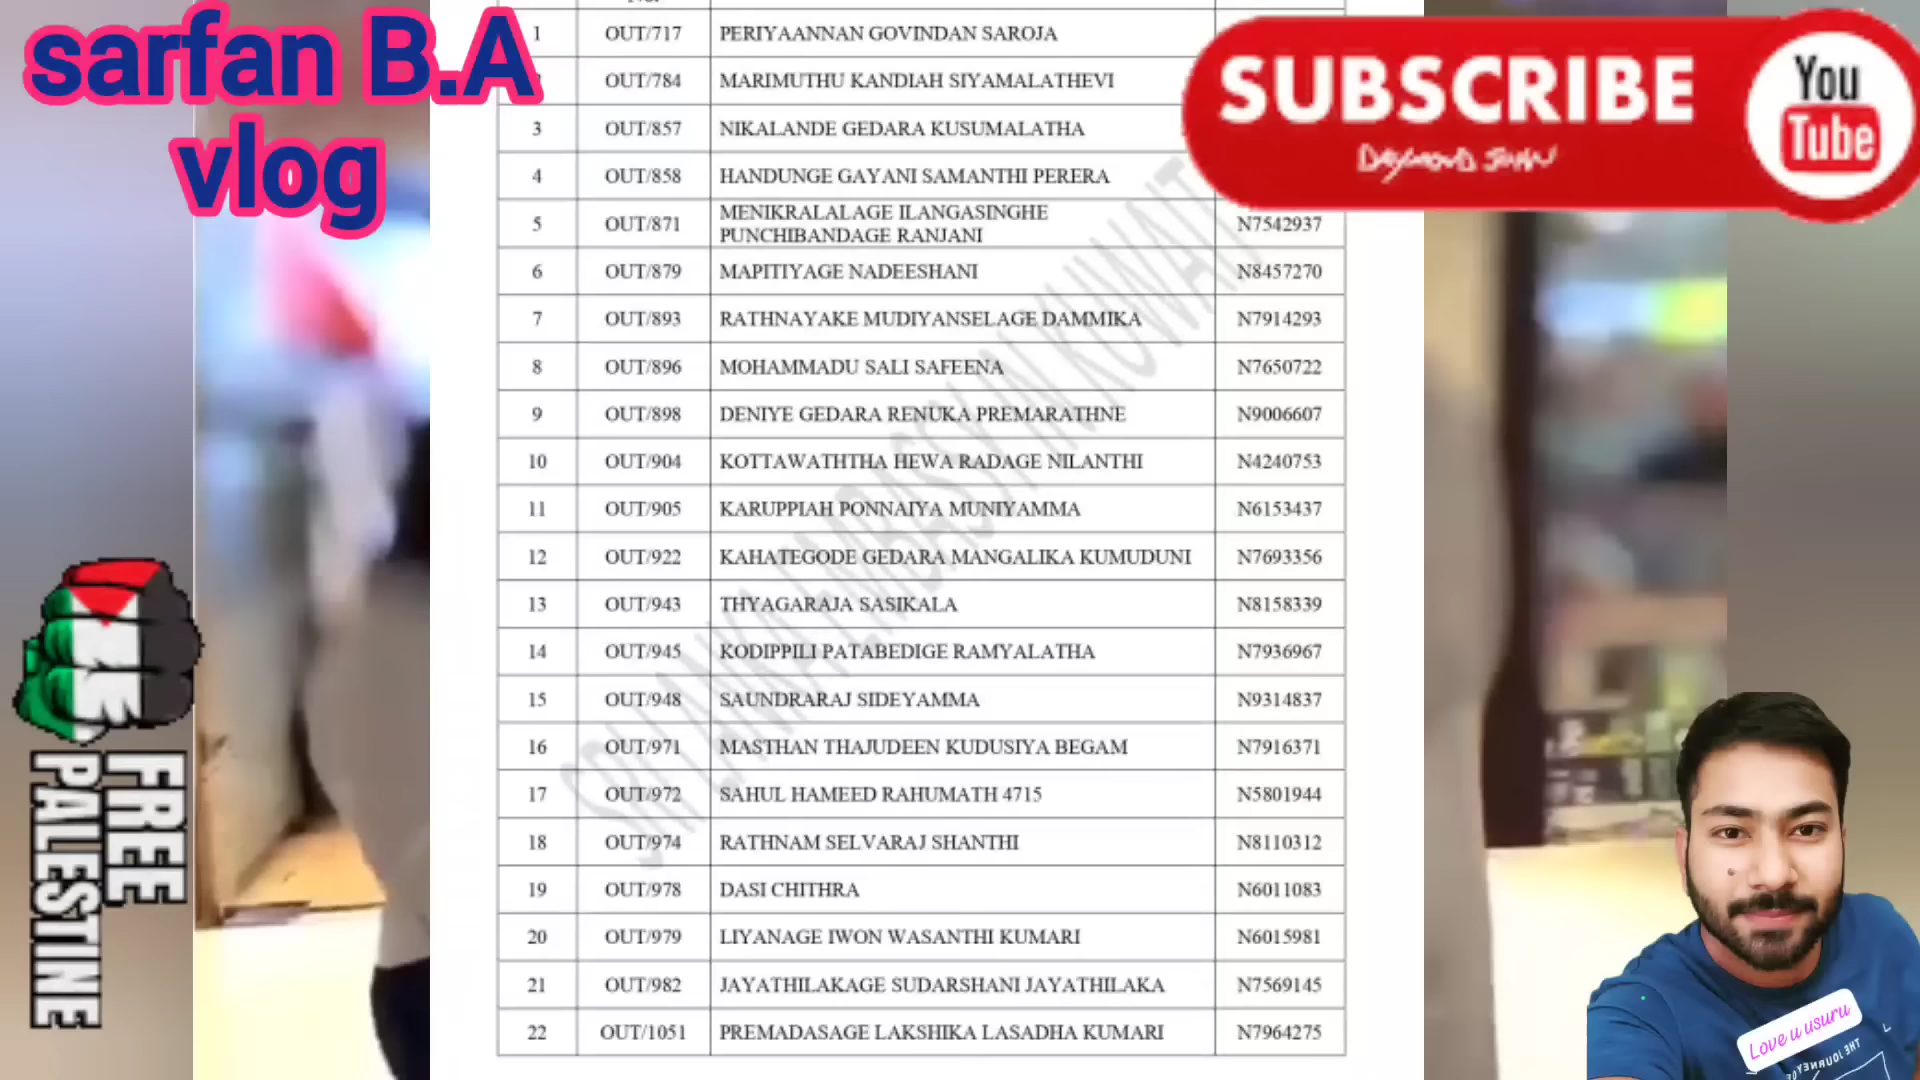 sarfan B.A
vlog
1 OUT/717 PERIYAANNAN GOVINDAN SAROJA
OUT/784 MARIMUTHU KANDIAH SIYAMALATHEVI
3 OUT/857 NIKALANDE GEDARA KUSUMALATHA
4 OUT/858 HANDUNGE GAYANI SAMANTHI PERERA
5 OUT/871 MENIKRALALAGE ILANGASINGHE
PUNCHIBANDAGE RANJANI N7542937
6 OUT/879 MAPITIYAGE NADEESHANI N8457270
7 OUT/893 RATHNAYAKE MUDIYANSELAGE DAMMIKA N7914293
8 OUT/896 MOHAMMADU SALI SAFEENA N7650722
9 OUT/898 DENIYE GEDARA RENUKA PREMARATHNE N9006607
10 OUT/904 KOTTAWATHTHA HEWA RADAGE NILANTHI N4240753
11 OUT/905 KARUPPIAH PONNAIYA MUNIYAMMA N6153437
12 OUT/922 KAHATEGODE GEDARA MANGALIKA KUMUDUNI N7693356
13 OUT/943 THYAGARAJA SASIKALA N8158339
14 OUT/945 KODIPPILI PATABEDIGE RAMYALATHA N7936967
15 OUT/948 SAUNDRARAJ SIDEYAMMA N9314837
16 OUT/971 MASTHAN THAJUDEEN KUDUSIYA BEGAM N7916371
17 OUT/972 SAHUL HAMEED RAHUMATH 4715 N5801944
18 OUT/974 RATHNAM SELVARAJ SHANTHI N8110312
19 OUT/978 DASI CHITHRA N6011083
20 OUT/979 LIYANAGE IWON WASANTHI KUMARI N6015981
21 OUT/982 JAYATHILAKAGE SUDARSHANI JAYATHILAKA N7569145
22 OUT/1051 PREMADASAGE LAKSHIKA LASADHA KUMARI N7964275
SRI LANKA EMBASSY IN KUWAIT
SUBSCRIBE
You
Tube
FREE
PALESTINE
Love u usuru
THE JOURNEY